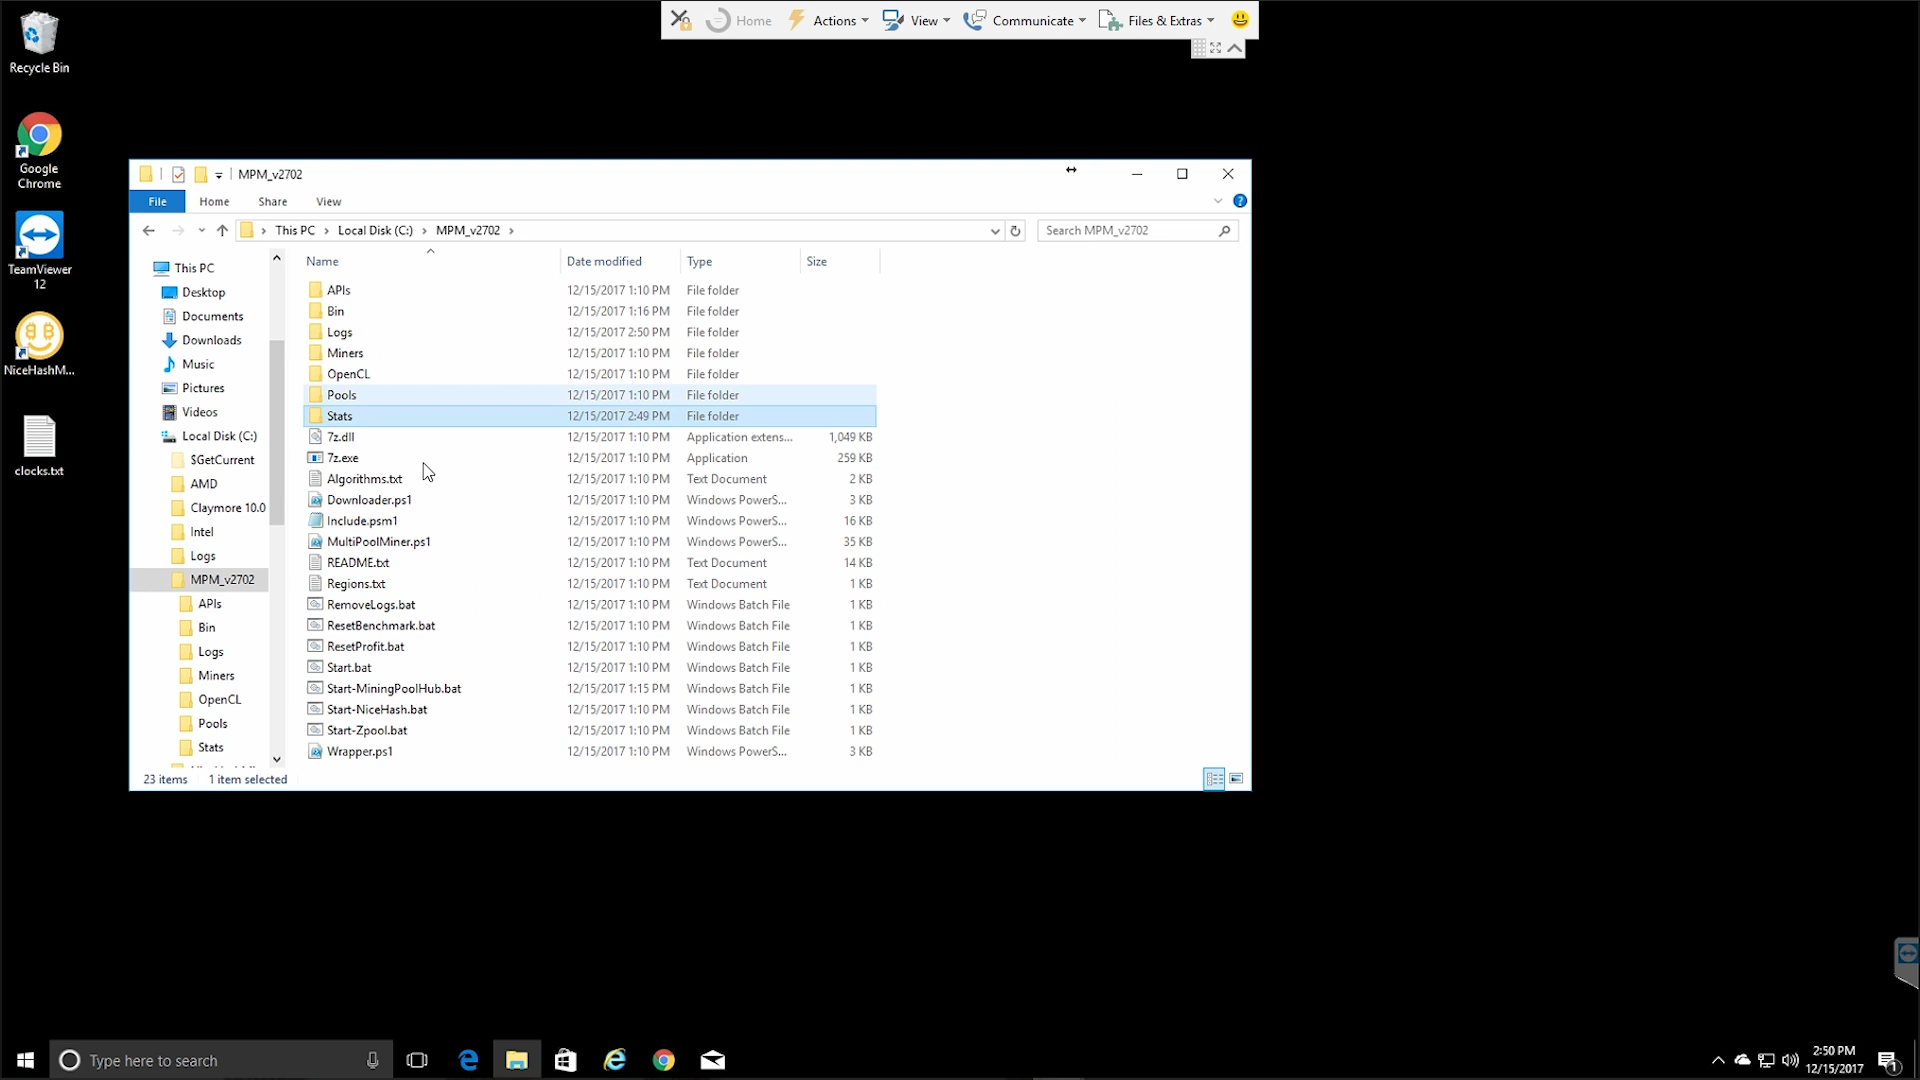 Home
Actions
View
Communicate
Files & Extras
Recycle Bin
Google
Chrome
TeamViewer
12
NiceHashM...
clocks.txt
MPM_v2702
File Home Share View
This PC > Local Disk (C:) > MPM_v2702 >
Search MPM_v2702
This PC
Desktop
Documents
Downloads
Music
Pictures
Videos
Local Disk (C:)
$GetCurrent
AMD
Claymore 10.0
Intel
Logs
MPM_v2702
APIs
Bin
Logs
Miners
OpenCL
Pools
Stats
Name Date modified Type Size
APIs 12/15/2017 1:10 PM File folder
Bin 12/15/2017 1:16 PM File folder
Logs 12/15/2017 2:50 PM File folder
Miners 12/15/2017 1:10 PM File folder
OpenCL 12/15/2017 1:10 PM File folder
Pools 12/15/2017 1:10 PM File folder
Stats 12/15/2017 2:49 PM File folder
7z.dll 12/15/2017 1:10 PM Application extens... 1,049 KB
7z.exe 12/15/2017 1:10 PM Application 259 KB
Algorithms.txt 12/15/2017 1:10 PM Text Document 2 KB
Downloader.ps1 12/15/2017 1:10 PM Windows PowerS... 3 KB
Include.psm1 12/15/2017 1:10 PM Windows PowerS... 16 KB
MultiPoolMiner.ps1 12/15/2017 1:10 PM Windows PowerS... 35 KB
README.txt 12/15/2017 1:10 PM Text Document 14 KB
Regions.txt 12/15/2017 1:10 PM Text Document 1 KB
RemoveLogs.bat 12/15/2017 1:10 PM Windows Batch File 1 KB
ResetBenchmark.bat 12/15/2017 1:10 PM Windows Batch File 1 KB
ResetProfit.bat 12/15/2017 1:10 PM Windows Batch File 1 KB
Start.bat 12/15/2017 1:10 PM Windows Batch File 1 KB
Start-MiningPoolHub.bat 12/15/2017 1:15 PM Windows Batch File 1 KB
Start-NiceHash.bat 12/15/2017 1:10 PM Windows Batch File 1 KB
Start-Zpool.bat 12/15/2017 1:10 PM Windows Batch File 1 KB
Wrapper.ps1 12/15/2017 1:10 PM Windows PowerS... 3 KB
23 items 1 item selected
Type here to search
2:50 PM
12/15/2017
1